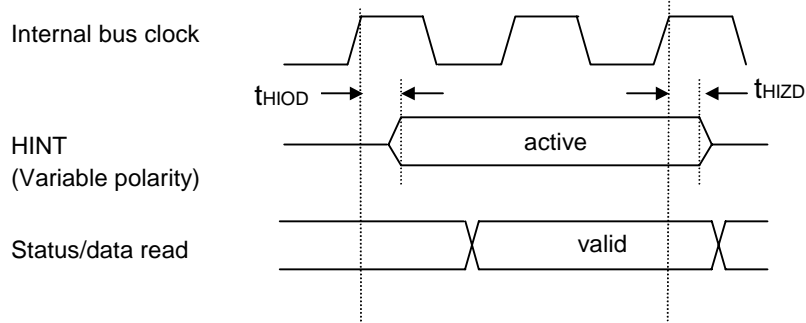 Internal bus clock
tHIOD
tHIZD
HINT
(Variable polarity)
active
Status/data read
valid